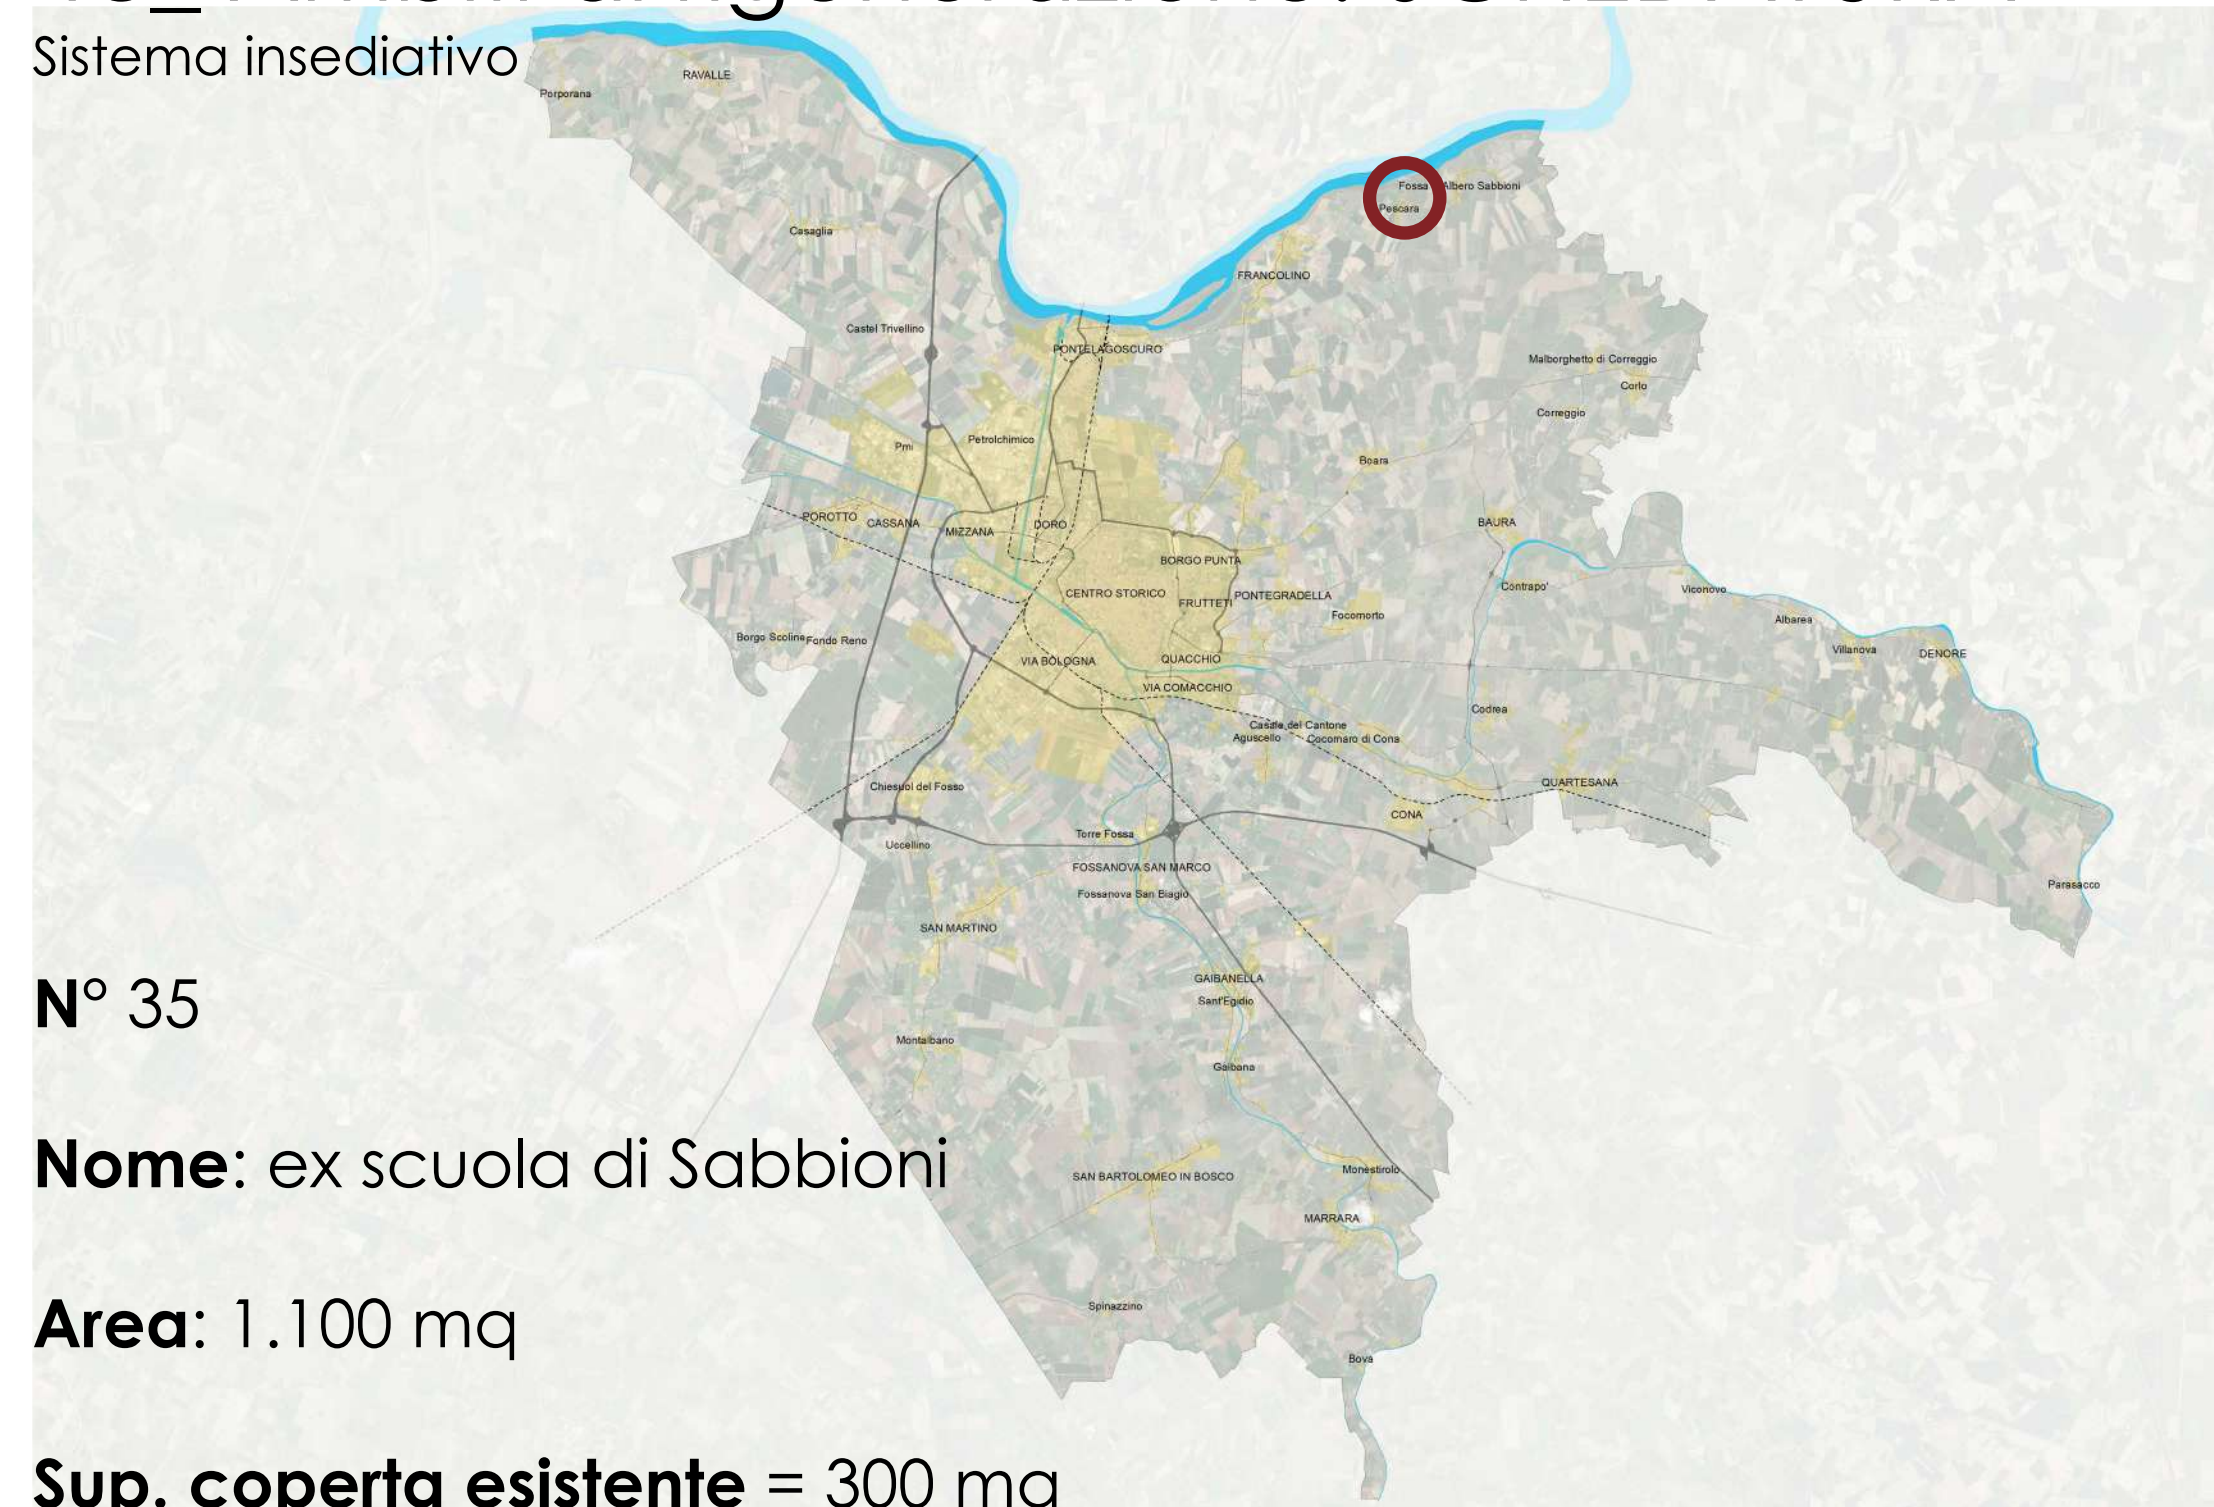 Sistema insediativo
RAVALLE
Porporana
Fossa Albero Sabbioni
Pescara
Casaglia
FRANCOLINO
Castel Trivellino
PONTELAGOSCURO
Malborghetto di Correggio
Corlo
Correggio
Petrolchimico
Pmi
Boara
POROTTO
CASSANA
MIZZANA
DORO
BAURA
BORGO PUNTA
CENTRO STORICO
FRUTTETI
PONTEGRADELLA
Contrapo'
Viconovo
Focomorto
Albarea
Borgo Scoline
Fondo Reno
Villanova
DENORE
VIA BOLOGNA
QUACCHIO
VIA COMACCHIO
Codrea
Casale del Cantone
Aguscello
Cocomaro di Cona
Chiesuol del Fosso
QUARTESANA
CONA
Torre Fossa
Uccellino
FOSSANOVA SAN MARCO
Fossanova San Biagio
Parasacco
SAN MARTINO
GAIBANELLA
Sant'Egidio
N° 35
Montalbano
Gaibana
Nome: ex scuola di Sabbioni
SAN BARTOLOMEO IN BOSCO
Monestirolo
MARRARA
Area: 1.100 mq
Spinazzino
Bova
Sup. coperta esistente = 300 mq